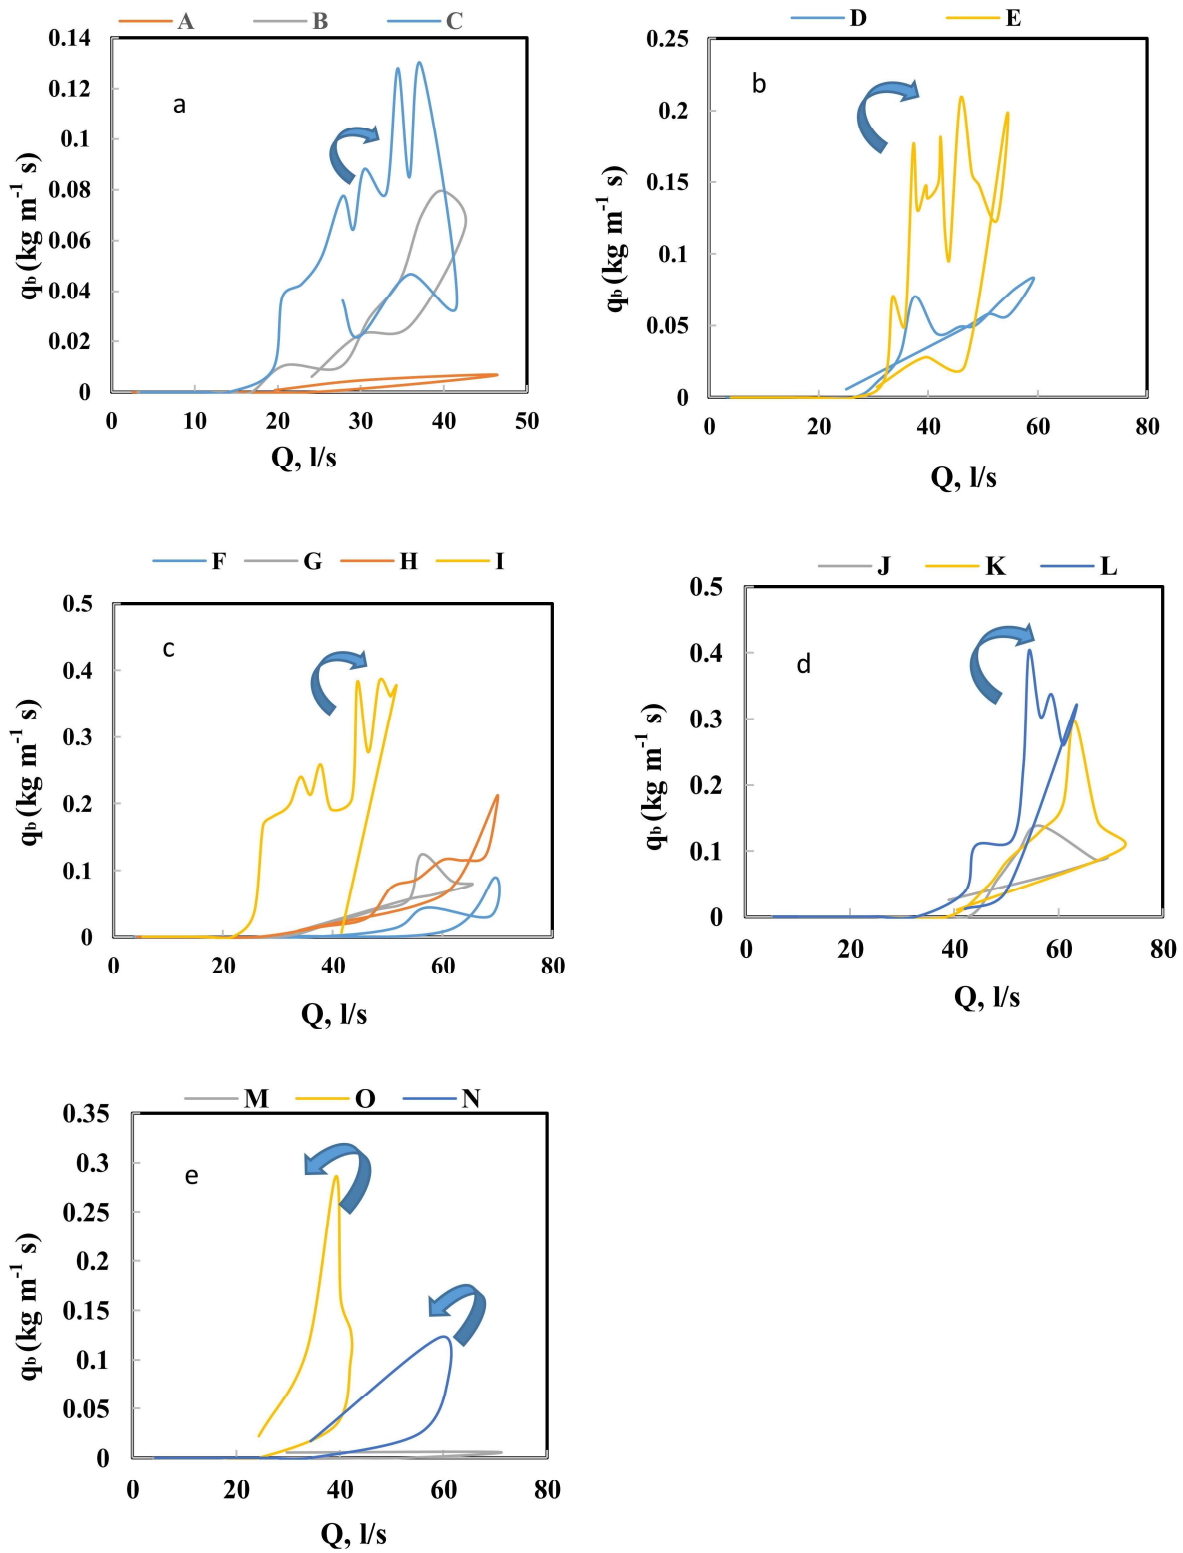 A B C
0.14
0.12
0.1
0.08
0.06
0.04
0.02
0
a
q_b (kg m⁻¹ s)
0 10 20 30 40 50
Q, l/s
D E
0.25
0.2
0.15
0.1
0.05
0
b
q_b (kg m⁻¹ s)
0 20 40 60 80
Q, l/s
F G H I
0.5
0.4
0.3
0.2
0.1
0
c
q_b (kg m⁻¹ s)
0 20 40 60 80
Q, l/s
J K L
0.5
0.4
0.3
0.2
0.1
0
d
q_b (kg m⁻¹ s)
0 20 40 60 80
Q, l/s
M O N
0.35
0.3
0.25
0.2
0.15
0.1
0.05
0
e
q_b (kg m⁻¹ s)
0 20 40 60 80
Q, l/s